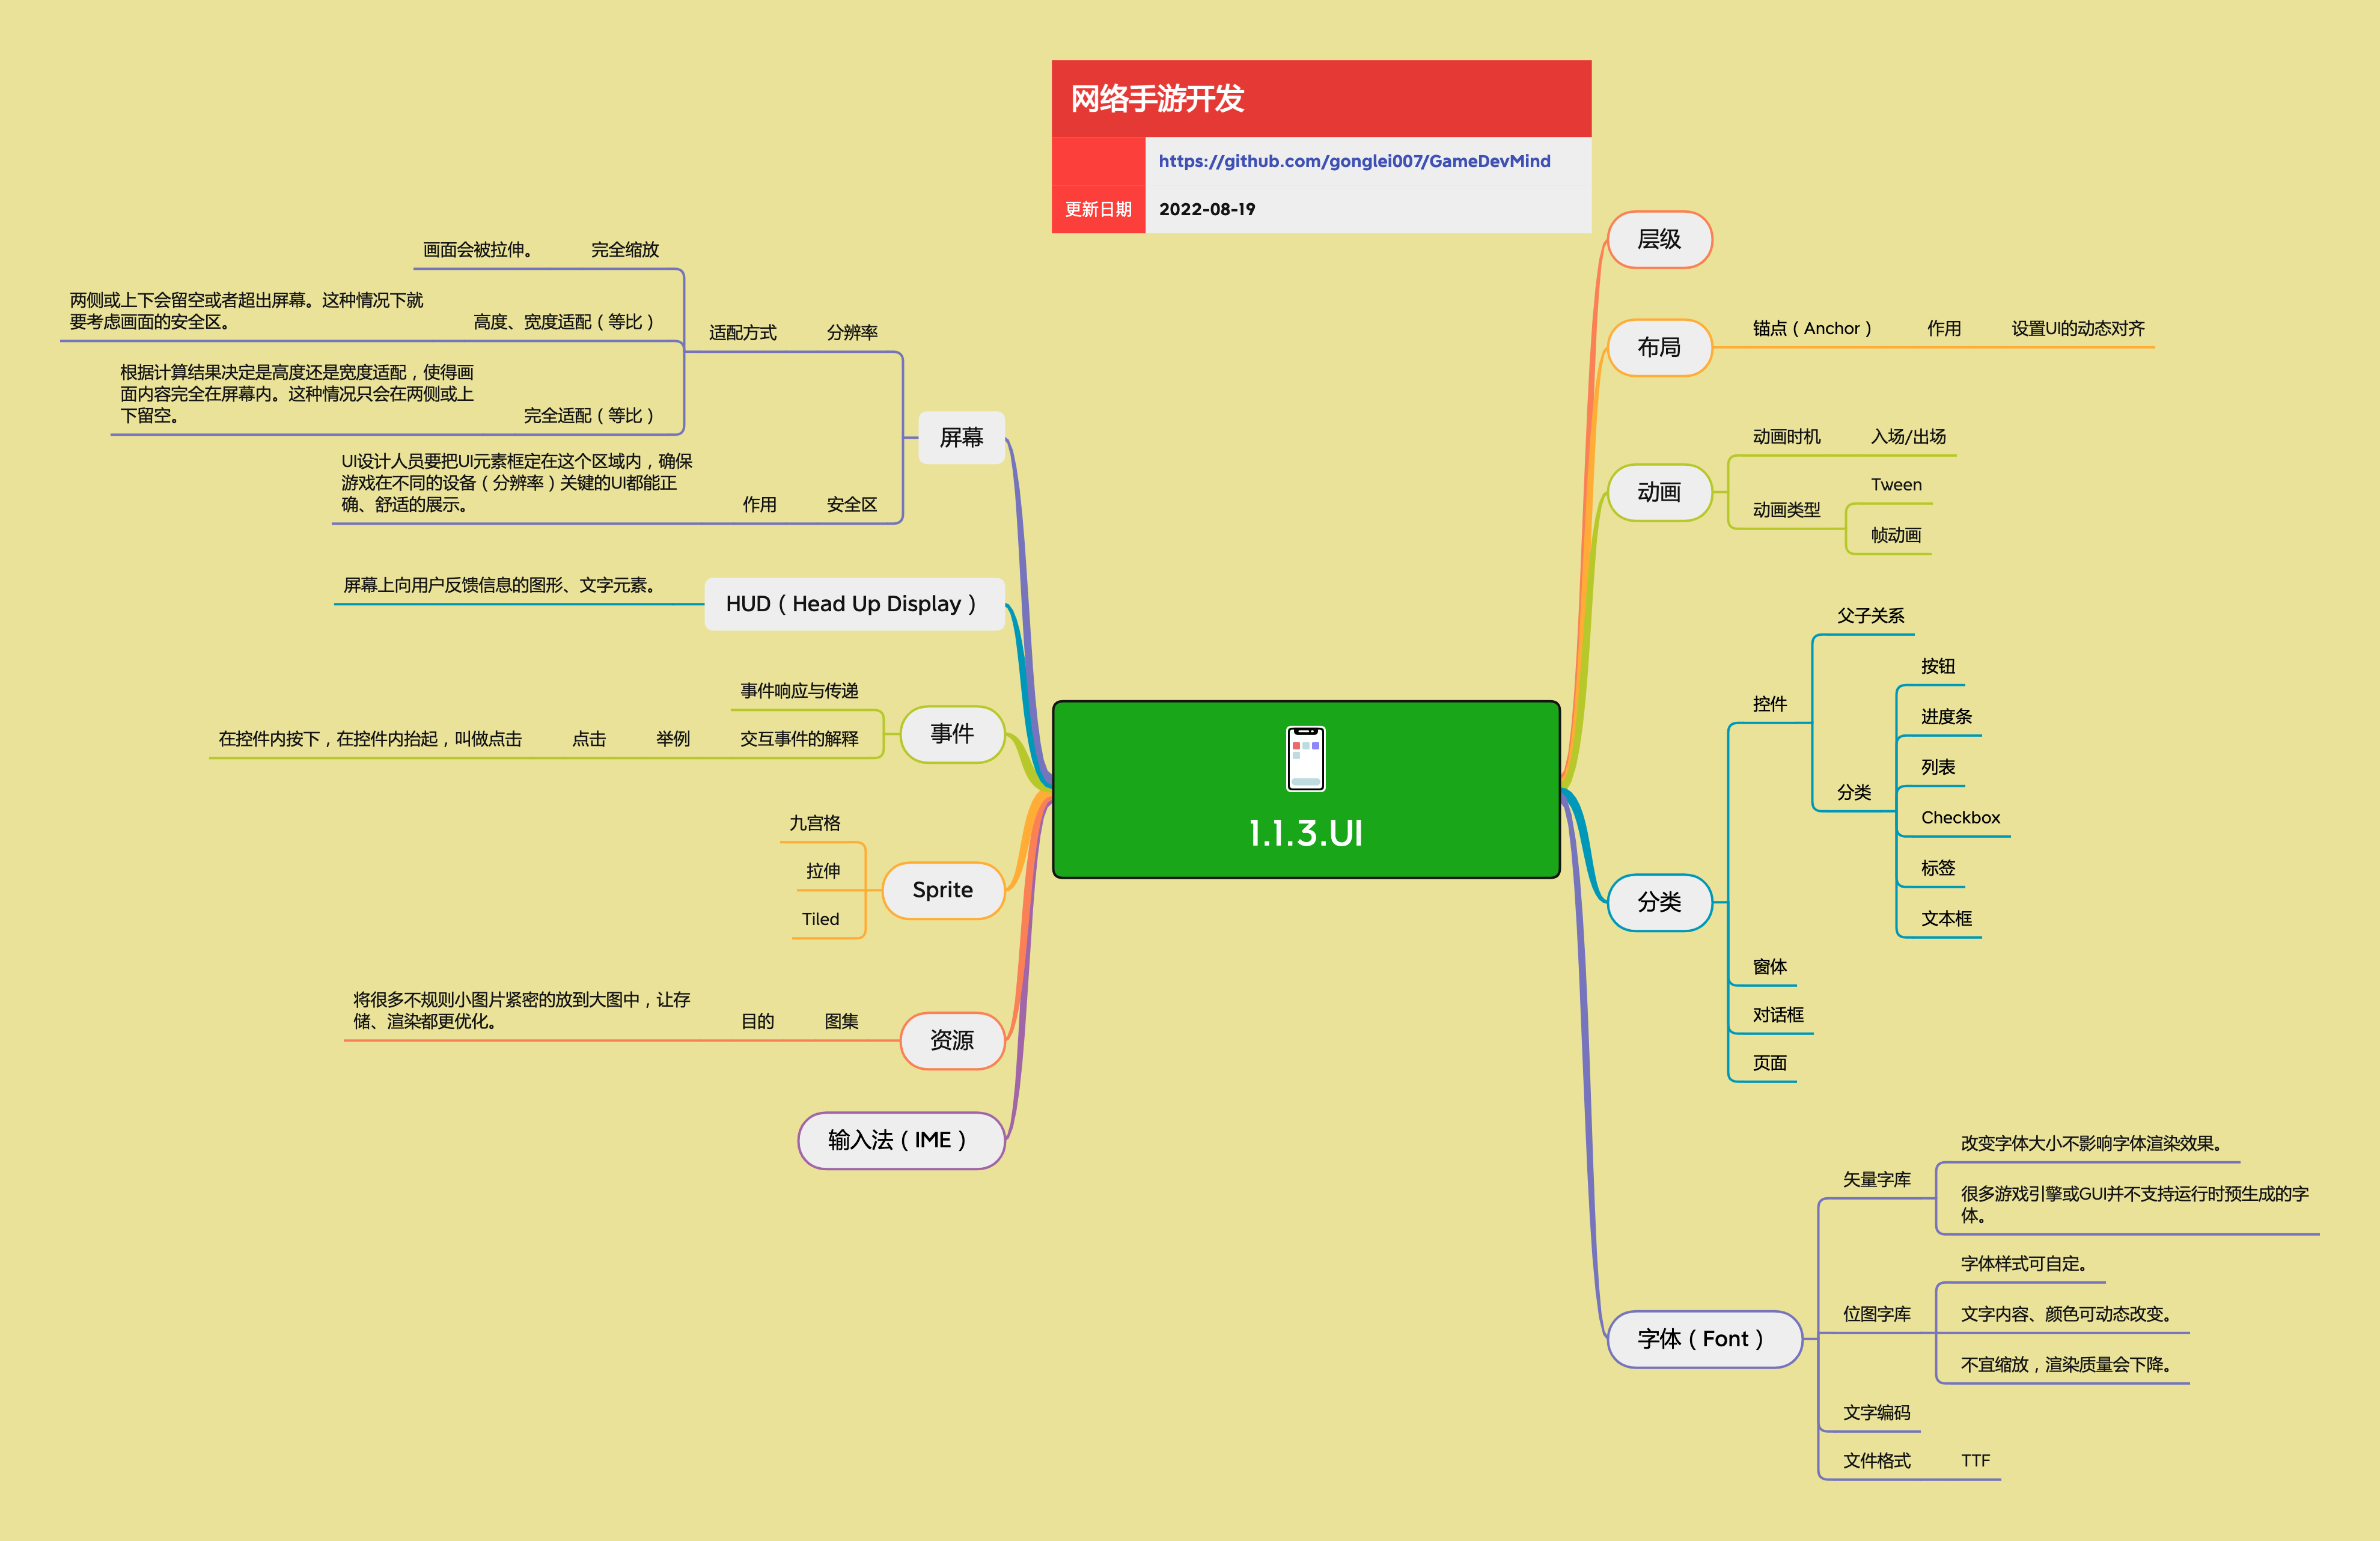 网络手游开发
https://github.com/gonglei007/GameDevMind
更新日期 2022-08-19
1.1.3.UI
层级
布局
锚点（Anchor） 作用 设置UI的动态对齐
动画
动画时机 入场/出场
动画类型
Tween
帧动画
分类
控件
父子关系
分类
按钮
进度条
列表
Checkbox
标签
文本框
窗体
对话框
页面
字体（Font）
矢量字库
改变字体大小不影响字体渲染效果。
很多游戏引擎或GUI并不支持运行时预生成的字
体。
位图字库
字体样式可自定。
文字内容、颜色可动态改变。
不宜缩放，渲染质量会下降。
文字编码
文件格式 TTF
屏幕
分辨率
适配方式
完全缩放
画面会被拉伸。
高度、宽度适配（等比）
两侧或上下会留空或者超出屏幕。这种情况下就
要考虑画面的安全区。
完全适配（等比）
根据计算结果决定是高度还是宽度适配，使得画
面内容完全在屏幕内。这种情况只会在两侧或上
下留空。
安全区
作用
UI设计人员要把UI元素框定在这个区域内，确保
游戏在不同的设备（分辨率）关键的UI都能正
确、舒适的展示。
HUD（Head Up Display）
屏幕上向用户反馈信息的图形、文字元素。
事件
事件响应与传递
交互事件的解释
举例
点击
在控件内按下，在控件内抬起，叫做点击
Sprite
九宫格
拉伸
Tiled
资源
图集
目的
将很多不规则小图片紧密的放到大图中，让存
储、渲染都更优化。
输入法（IME）